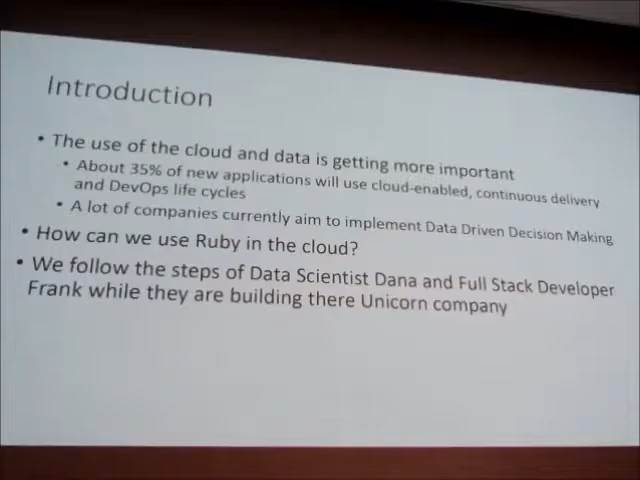 Introduction
• The use of the cloud and data is getting more important
• About 35% of new applications will use cloud-enabled, continuous delivery
and DevOps life cycles
• A lot of companies currently aim to implement Data Driven Decision Making
• How can we use Ruby in the cloud?
• We follow the steps of Data Scientist Dana and Full Stack Developer
Frank while they are building there Unicorn company